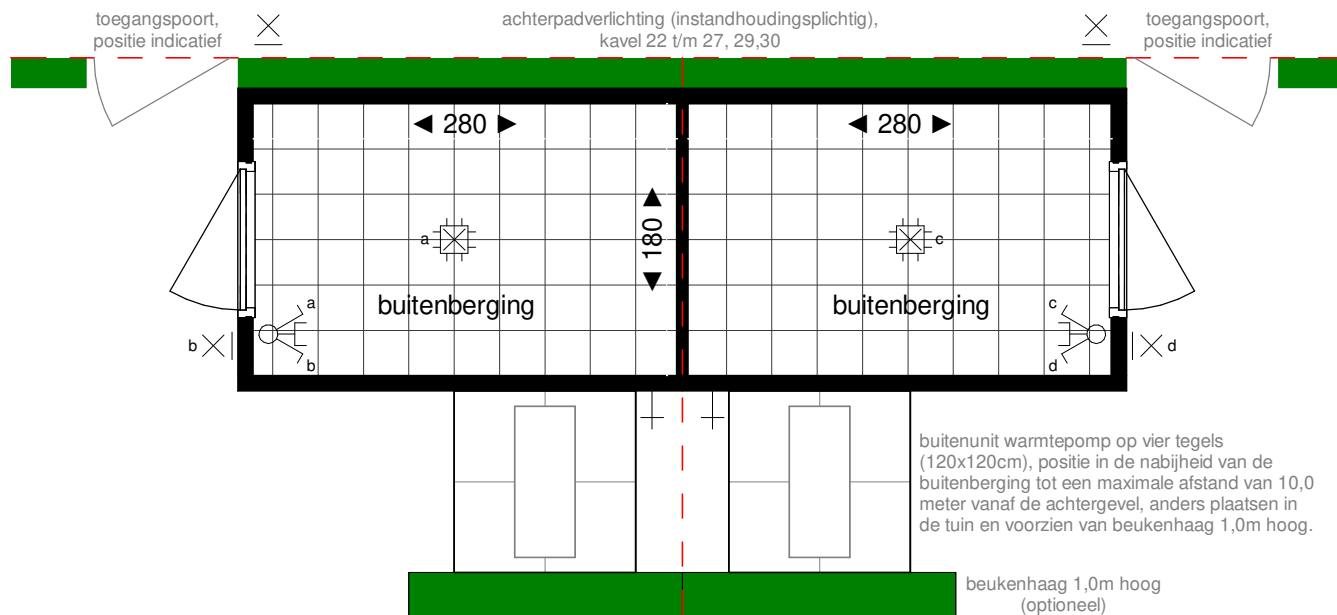 toegangspoort,
positie indicatief
achterpadverlichting (instandhoudingsplichtig),
kavel 22 t/m 27, 29,30
toegangspoort,
positie indicatief
280
280
180
a
c
buitenberging
buitenberging
a
b
b
c
d
d
buitenunit warmtepomp op vier tegels
(120x120cm), positie in de nabijheid van de
buitenberging tot een maximale afstand van 10,0
meter vanaf de achtergevel, anders plaatsen in
de tuin en voorzien van beukenhaag 1,0m hoog.
beukenhaag 1,0m hoog
(optioneel)